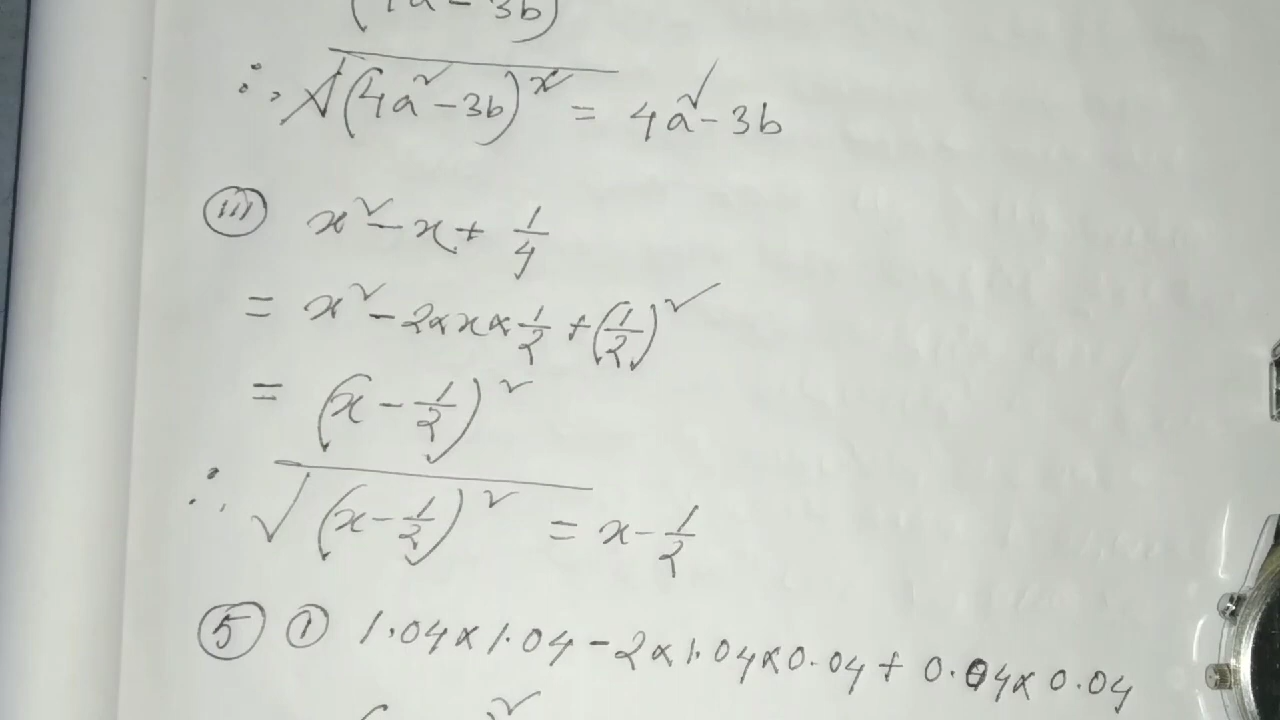 (4a² - 3b)
∴ √(4a² - 3b)² = 4a² - 3b
(iii) x² - x + 1/4
= x² - 2 × x × 1/2 + (1/2)²
= (x - 1/2)²
∴ √(x - 1/2)² = x - 1/2
(5) (1) 1.04 × 1.04 - 2 × 1.04 × 0.04 + 0.04 × 0.04